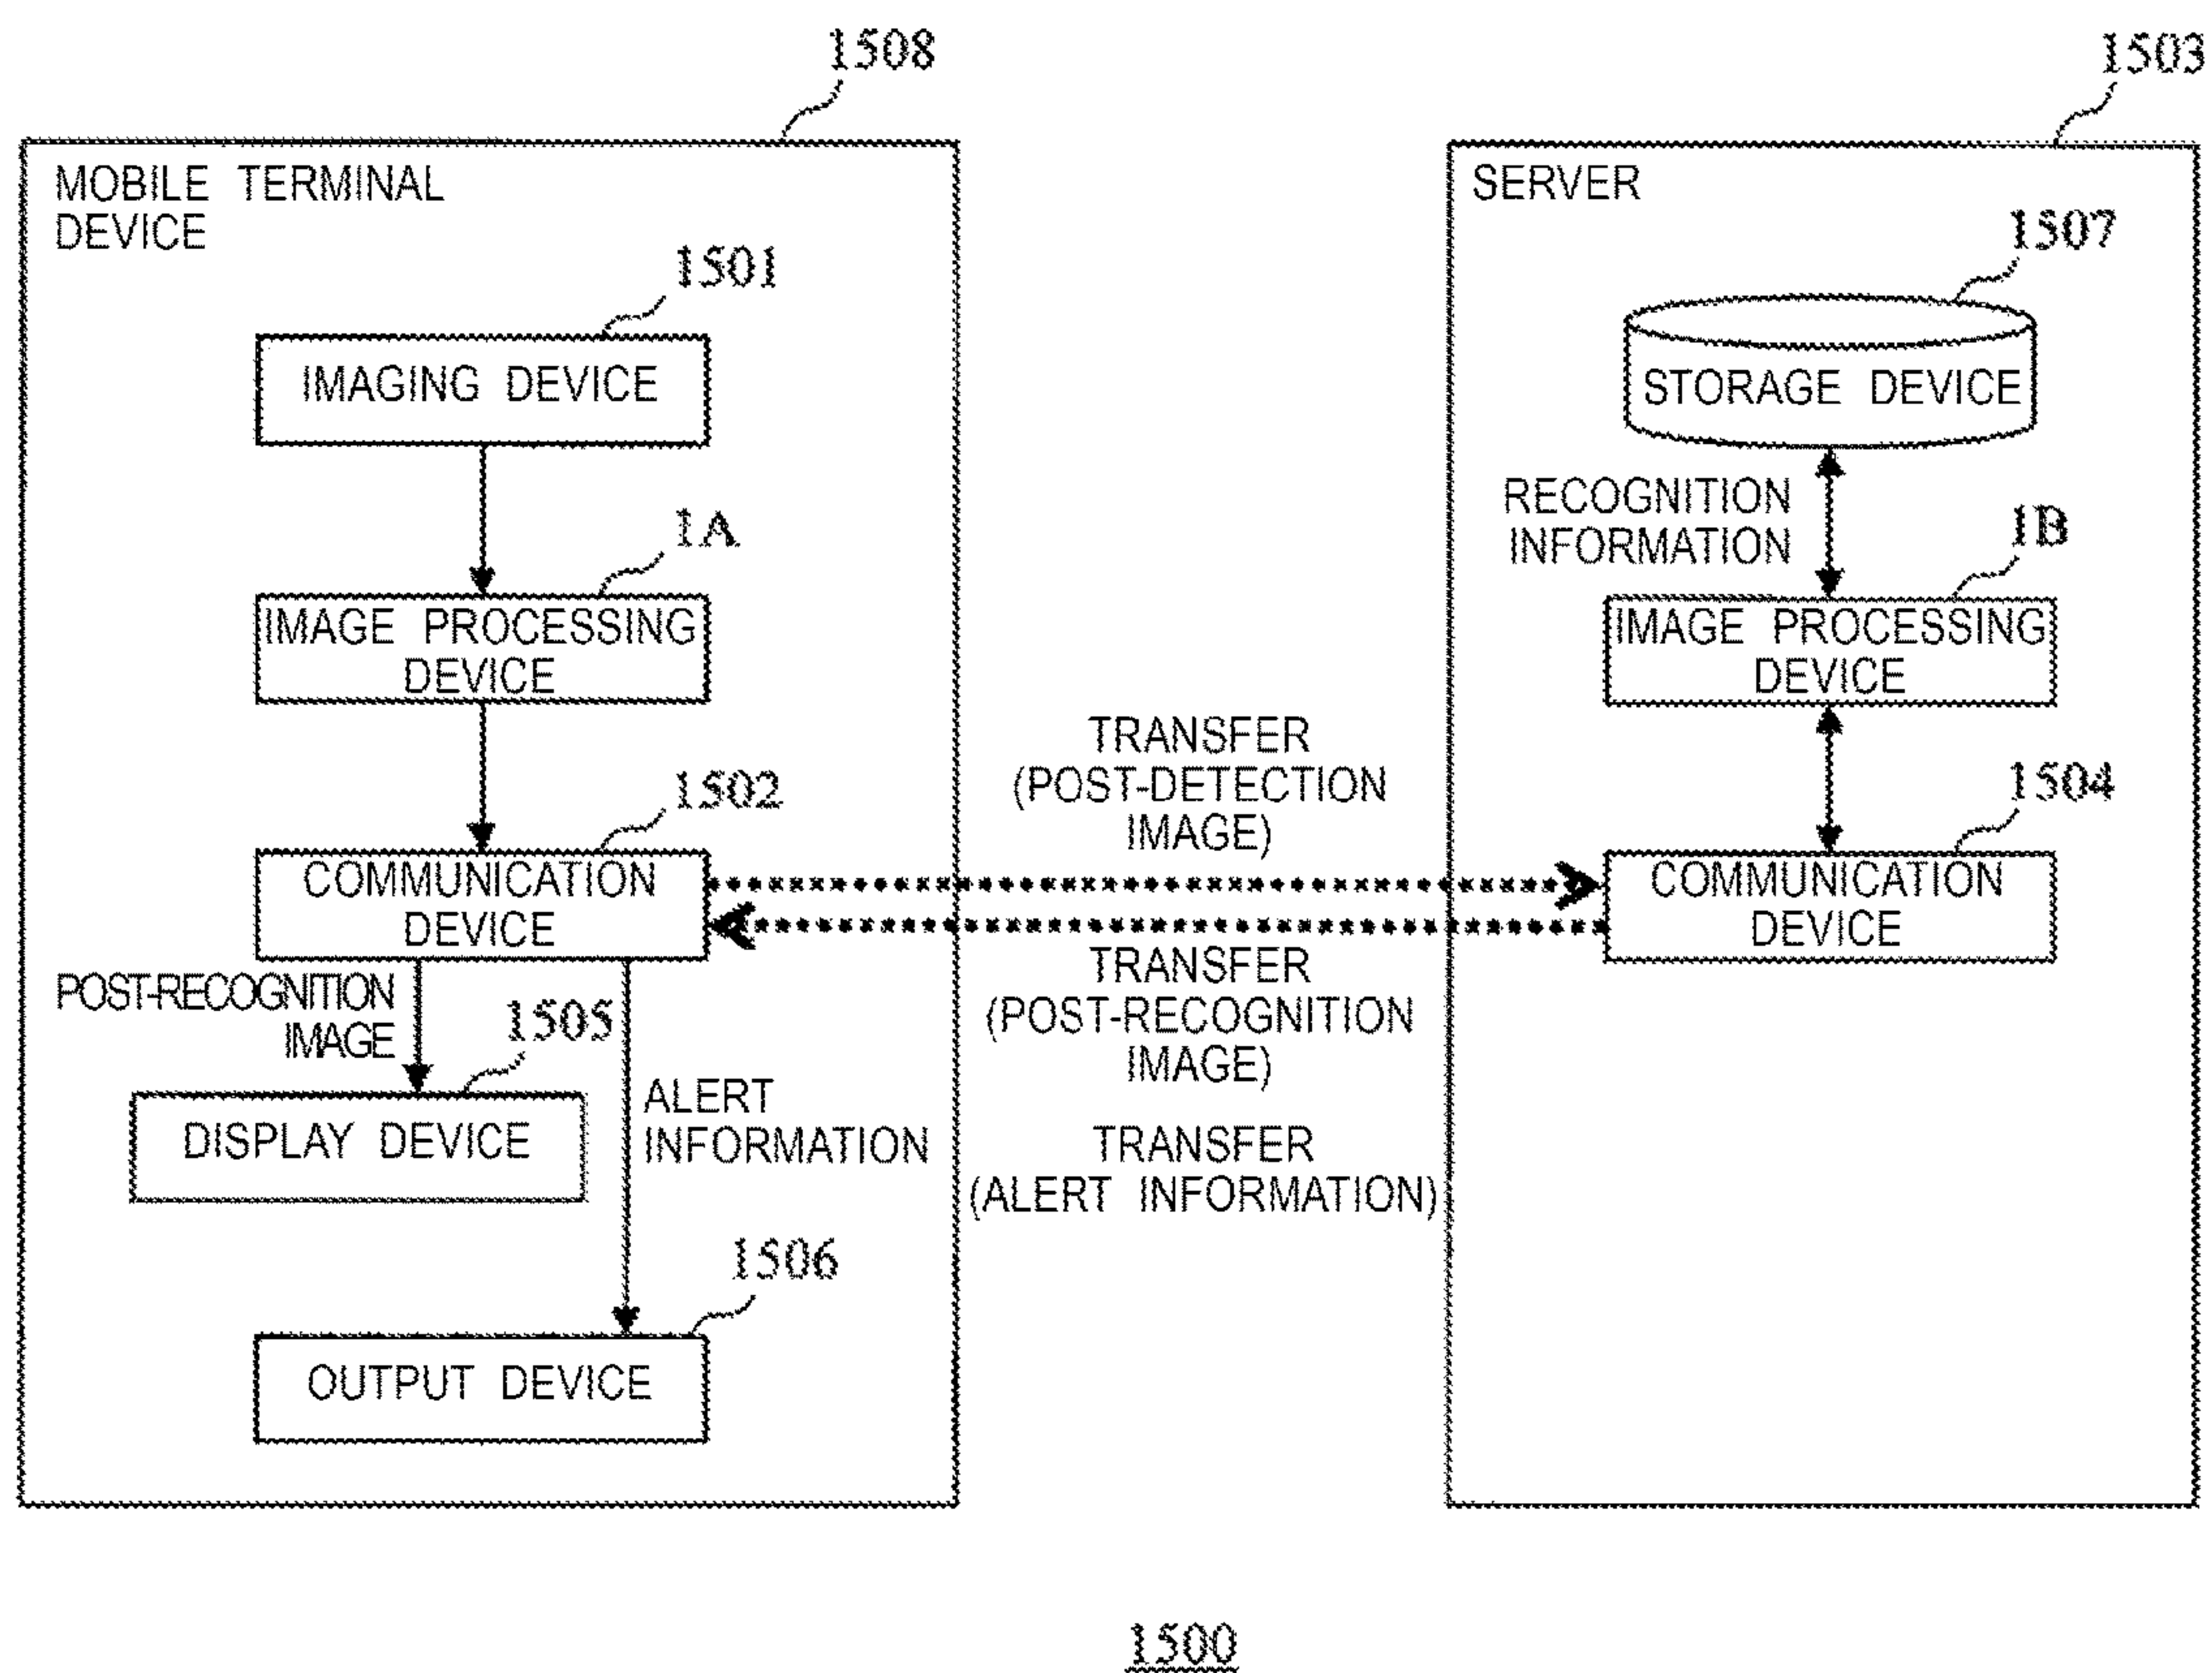 1508
MOBILE TERMINAL
DEVICE
1501
IMAGING DEVICE
1A
IMAGE PROCESSING
DEVICE
1502
COMMUNICATION
DEVICE
POST-RECOGNITION
IMAGE
1505
DISPLAY DEVICE
ALERT
INFORMATION
1506
OUTPUT DEVICE
TRANSFER
(POST-DETECTION
IMAGE)
TRANSFER
(POST-RECOGNITION
IMAGE)
TRANSFER
(ALERT INFORMATION)
1503
SERVER
1507
STORAGE DEVICE
RECOGNITION
INFORMATION
1B
IMAGE PROCESSING
DEVICE
1504
COMMUNICATION
DEVICE
1500